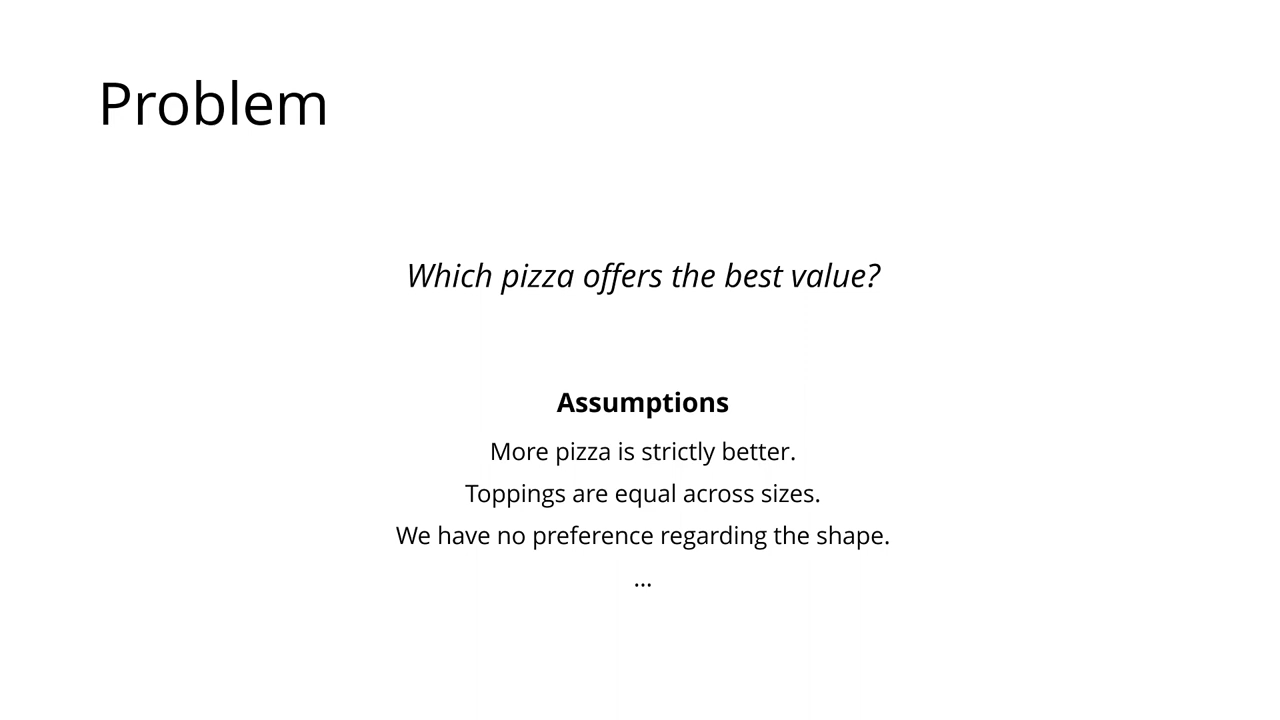 Problem
Which pizza offers the best value?
Assumptions
More pizza is strictly better.
Toppings are equal across sizes.
We have no preference regarding the shape.
...